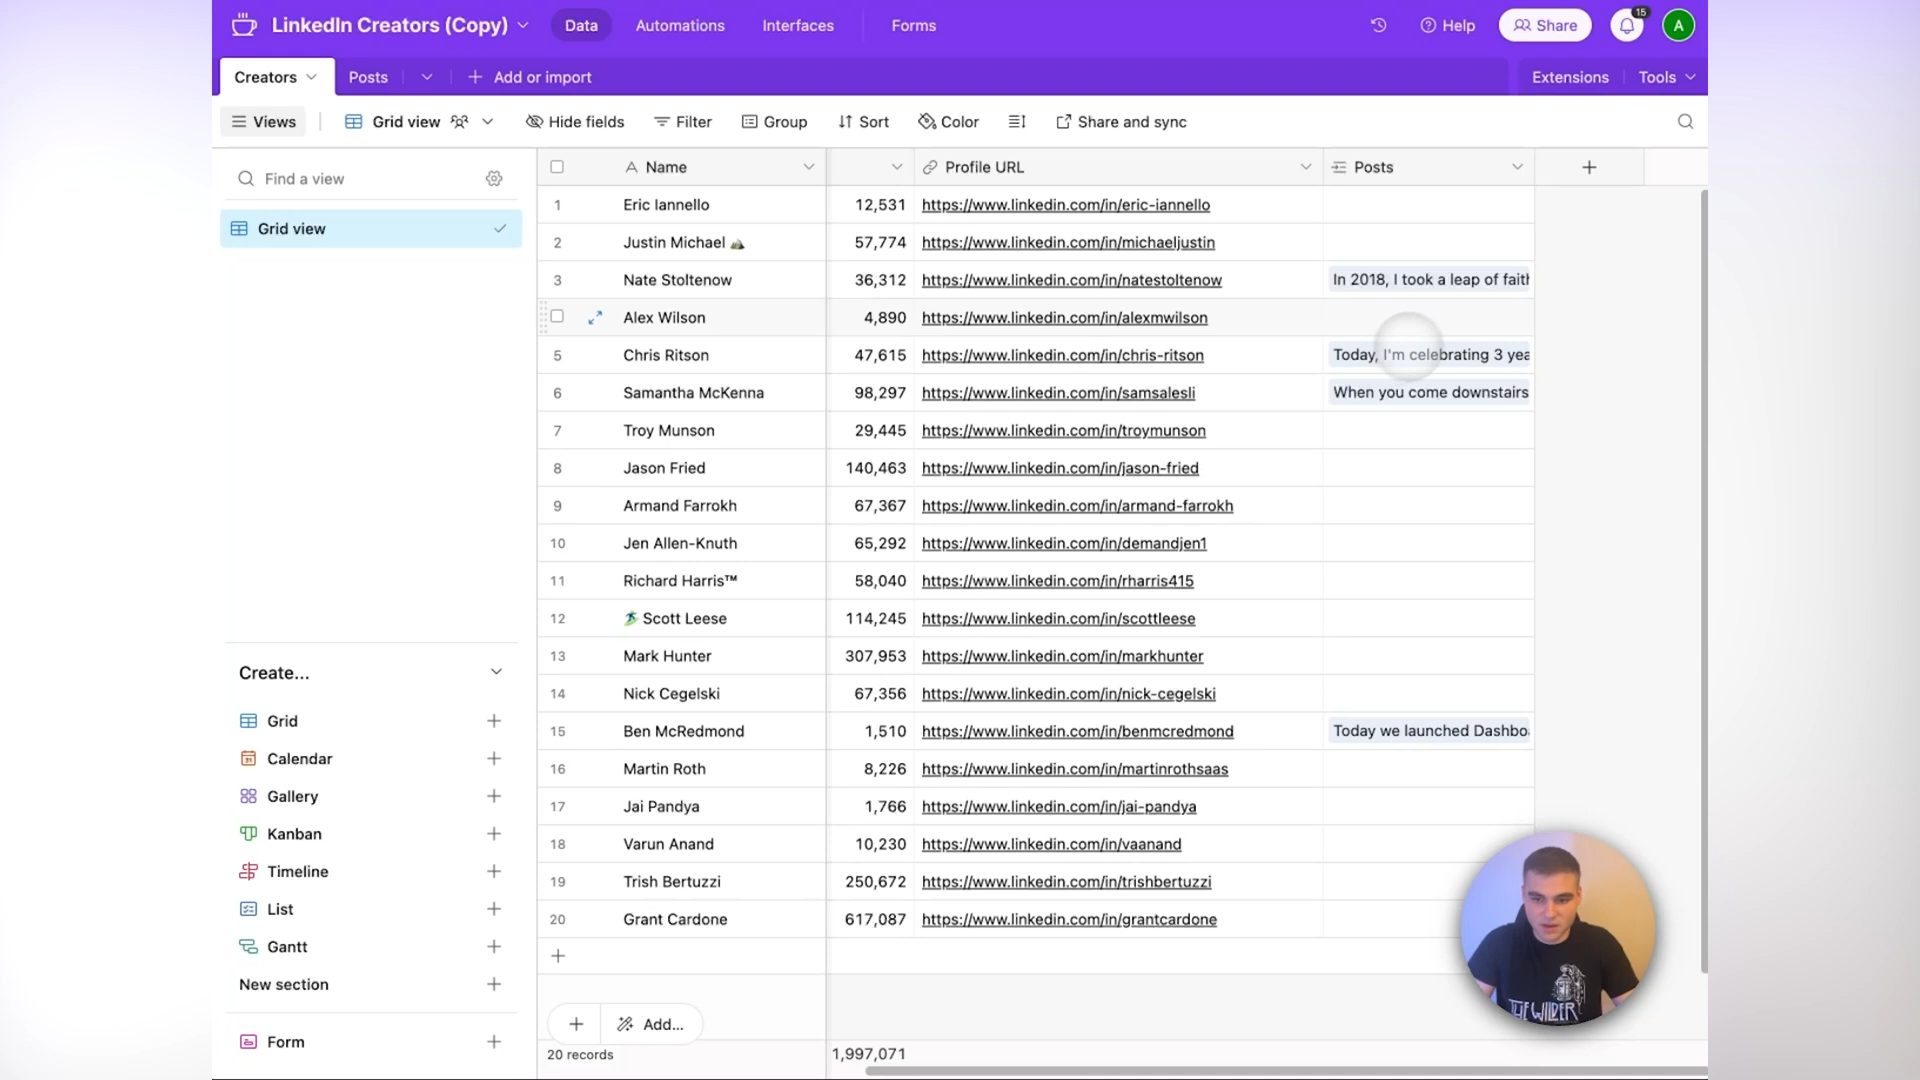 LinkedIn Creators (Copy)
Data
Automations
Interfaces
Forms
Help
Share
15
A
Creators
Posts
Add or import
Extensions
Tools
Views
Grid view
Hide fields
Filter
Group
Sort
Color
Share and sync
Find a view
Grid view
Name
Profile URL
Posts
1 Eric Iannello 12,531 https://www.linkedin.com/in/eric-iannello
2 Justin Michael 57,774 https://www.linkedin.com/in/michaeljustin
3 Nate Stoltenow 36,312 https://www.linkedin.com/in/natestoltenow In 2018, I took a leap of faith
Alex Wilson 4,890 https://www.linkedin.com/in/alexmwilson
5 Chris Ritson 47,615 https://www.linkedin.com/in/chris-ritson Today, I'm celebrating 3 yea
6 Samantha McKenna 98,297 https://www.linkedin.com/in/samsalesli When you come downstairs
7 Troy Munson 29,445 https://www.linkedin.com/in/troymunson
8 Jason Fried 140,463 https://www.linkedin.com/in/jason-fried
9 Armand Farrokh 67,367 https://www.linkedin.com/in/armand-farrokh
10 Jen Allen-Knuth 65,292 https://www.linkedin.com/in/demandjen1
11 Richard Harris™ 58,040 https://www.linkedin.com/in/rharris415
12 🏄 Scott Leese 114,245 https://www.linkedin.com/in/scottleese
13 Mark Hunter 307,953 https://www.linkedin.com/in/markhunter
14 Nick Cegelski 67,356 https://www.linkedin.com/in/nick-cegelski
15 Ben McRedmond 1,510 https://www.linkedin.com/in/benmcredmond Today we launched Dashboa
16 Martin Roth 8,226 https://www.linkedin.com/in/martinrothsaas
17 Jai Pandya 1,766 https://www.linkedin.com/in/jai-pandya
18 Varun Anand 10,230 https://www.linkedin.com/in/vaanand
19 Trish Bertuzzi 250,672 https://www.linkedin.com/in/trishbertuzzi
20 Grant Cardone 617,087 https://www.linkedin.com/in/grantcardone
Create...
Grid
Calendar
Gallery
Kanban
Timeline
List
Gantt
New section
Form
Add...
20 records
1,997,071
THE WILDER